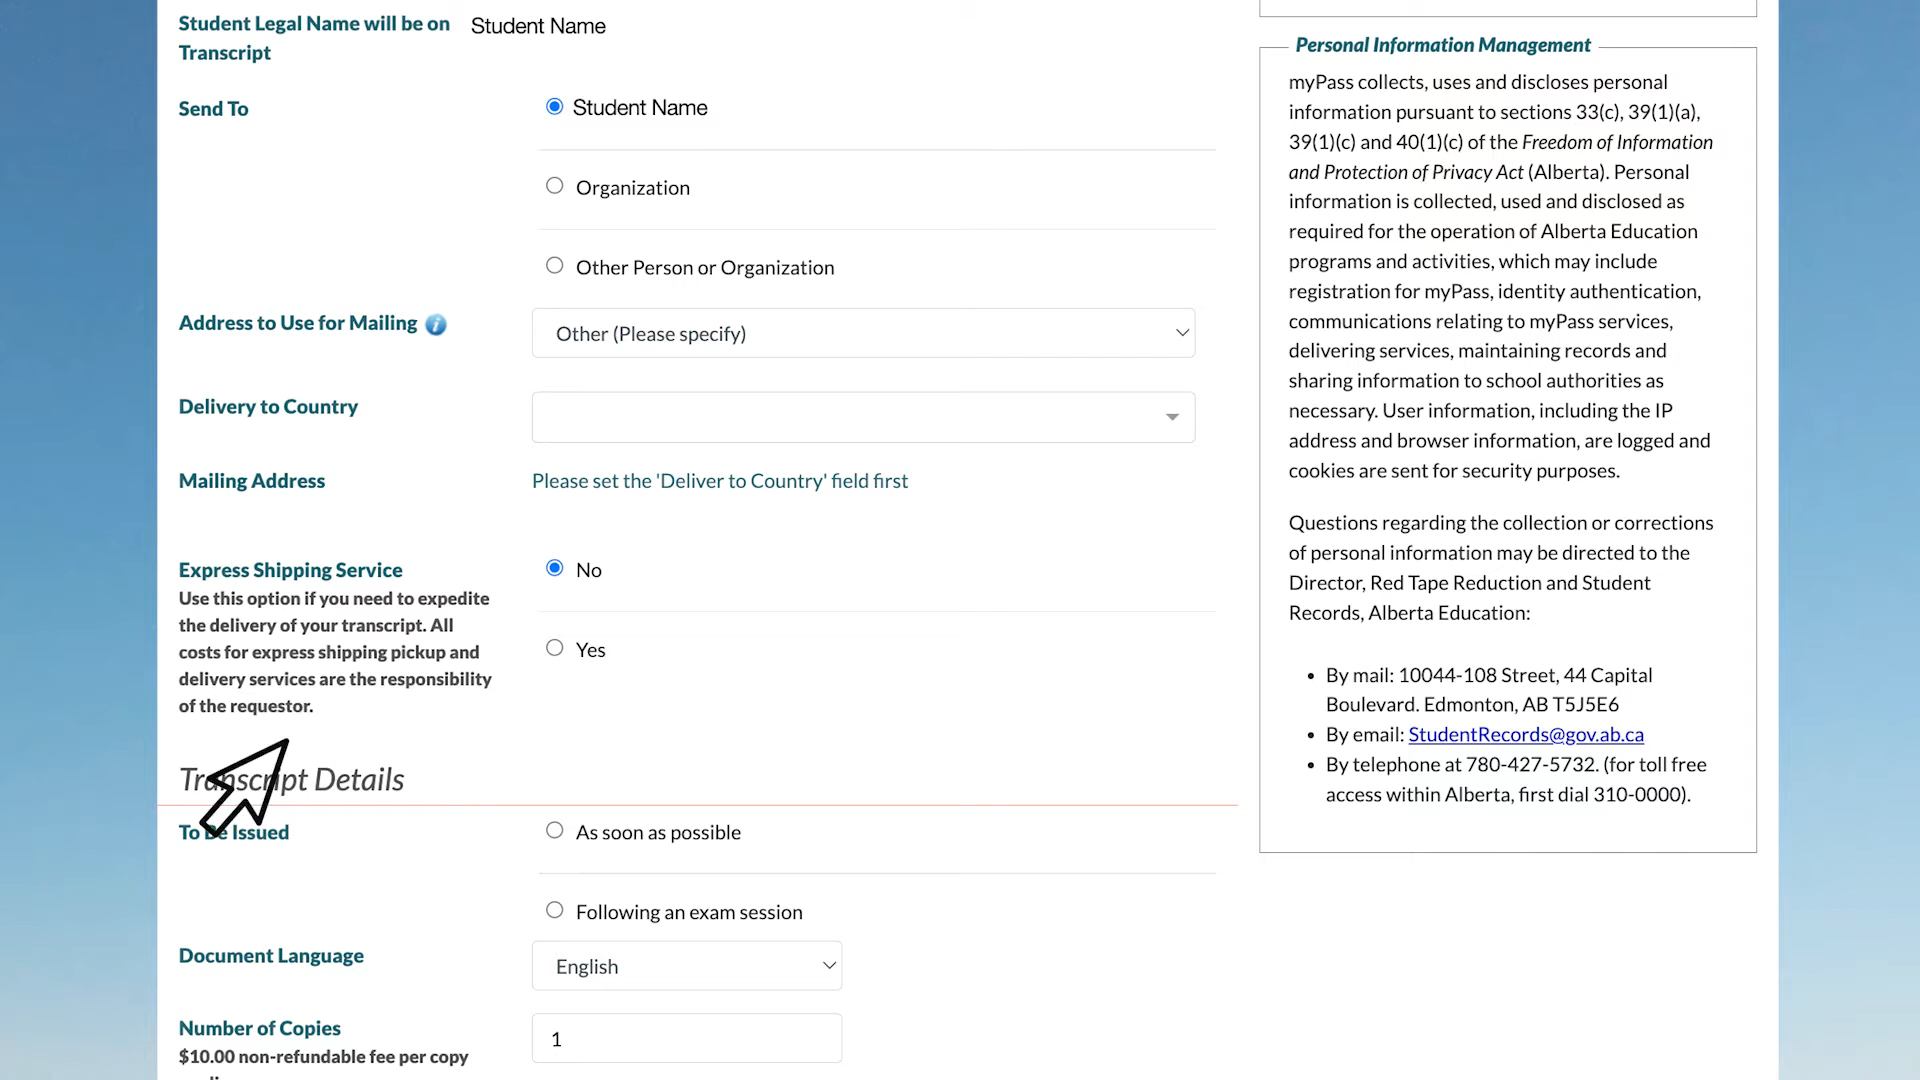 Student Legal Name will be on
Transcript
Student Name
Send To
Student Name
Organization
Other Person or Organization
Address to Use for Mailing
Other (Please specify)
Delivery to Country
Mailing Address
Please set the 'Deliver to Country' field first
Express Shipping Service
Use this option if you need to expedite
the delivery of your transcript. All
costs for express shipping pickup and
delivery services are the responsibility
of the requestor.
No
Yes
Transcript Details
To Be Issued
As soon as possible
Following an exam session
Document Language
English
Number of Copies
$10.00 non-refundable fee per copy
1
Personal Information Management
myPass collects, uses and discloses personal
information pursuant to sections 33(c), 39(1)(a),
39(1)(c) and 40(1)(c) of the Freedom of Information
and Protection of Privacy Act (Alberta). Personal
information is collected, used and disclosed as
required for the operation of Alberta Education
programs and activities, which may include
registration for myPass, identity authentication,
communications relating to myPass services,
delivering services, maintaining records and
sharing information to school authorities as
necessary. User information, including the IP
address and browser information, are logged and
cookies are sent for security purposes.
Questions regarding the collection or corrections
of personal information may be directed to the
Director, Red Tape Reduction and Student
Records, Alberta Education:
• By mail: 10044-108 Street, 44 Capital
Boulevard. Edmonton, AB T5J5E6
• By email: StudentRecords@gov.ab.ca
• By telephone at 780-427-5732. (for toll free
access within Alberta, first dial 310-0000).